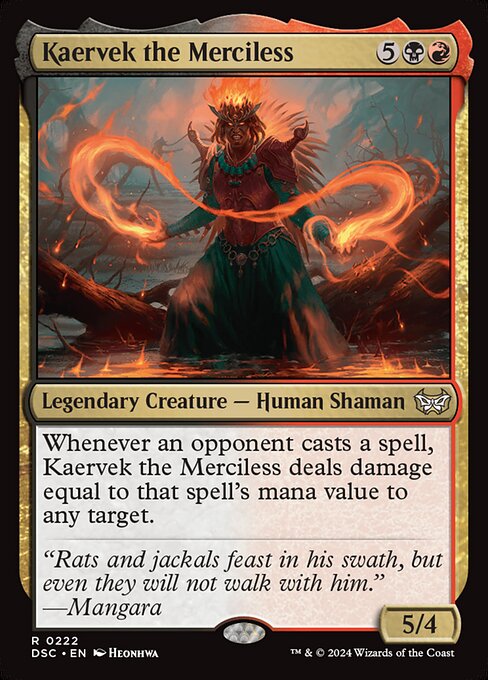 Kaervek the Merciless 5
Legendary Creature — Human Shaman
Whenever an opponent casts a spell,
Kaervek the Merciless deals damage
equal to that spell's mana value to
any target.
"Rats and jackals feast in his swath, but
even they will not walk with him."
—Mangara
5/4
R 0222
DSC • EN Heonhwa
™ & © 2024 Wizards of the Coast